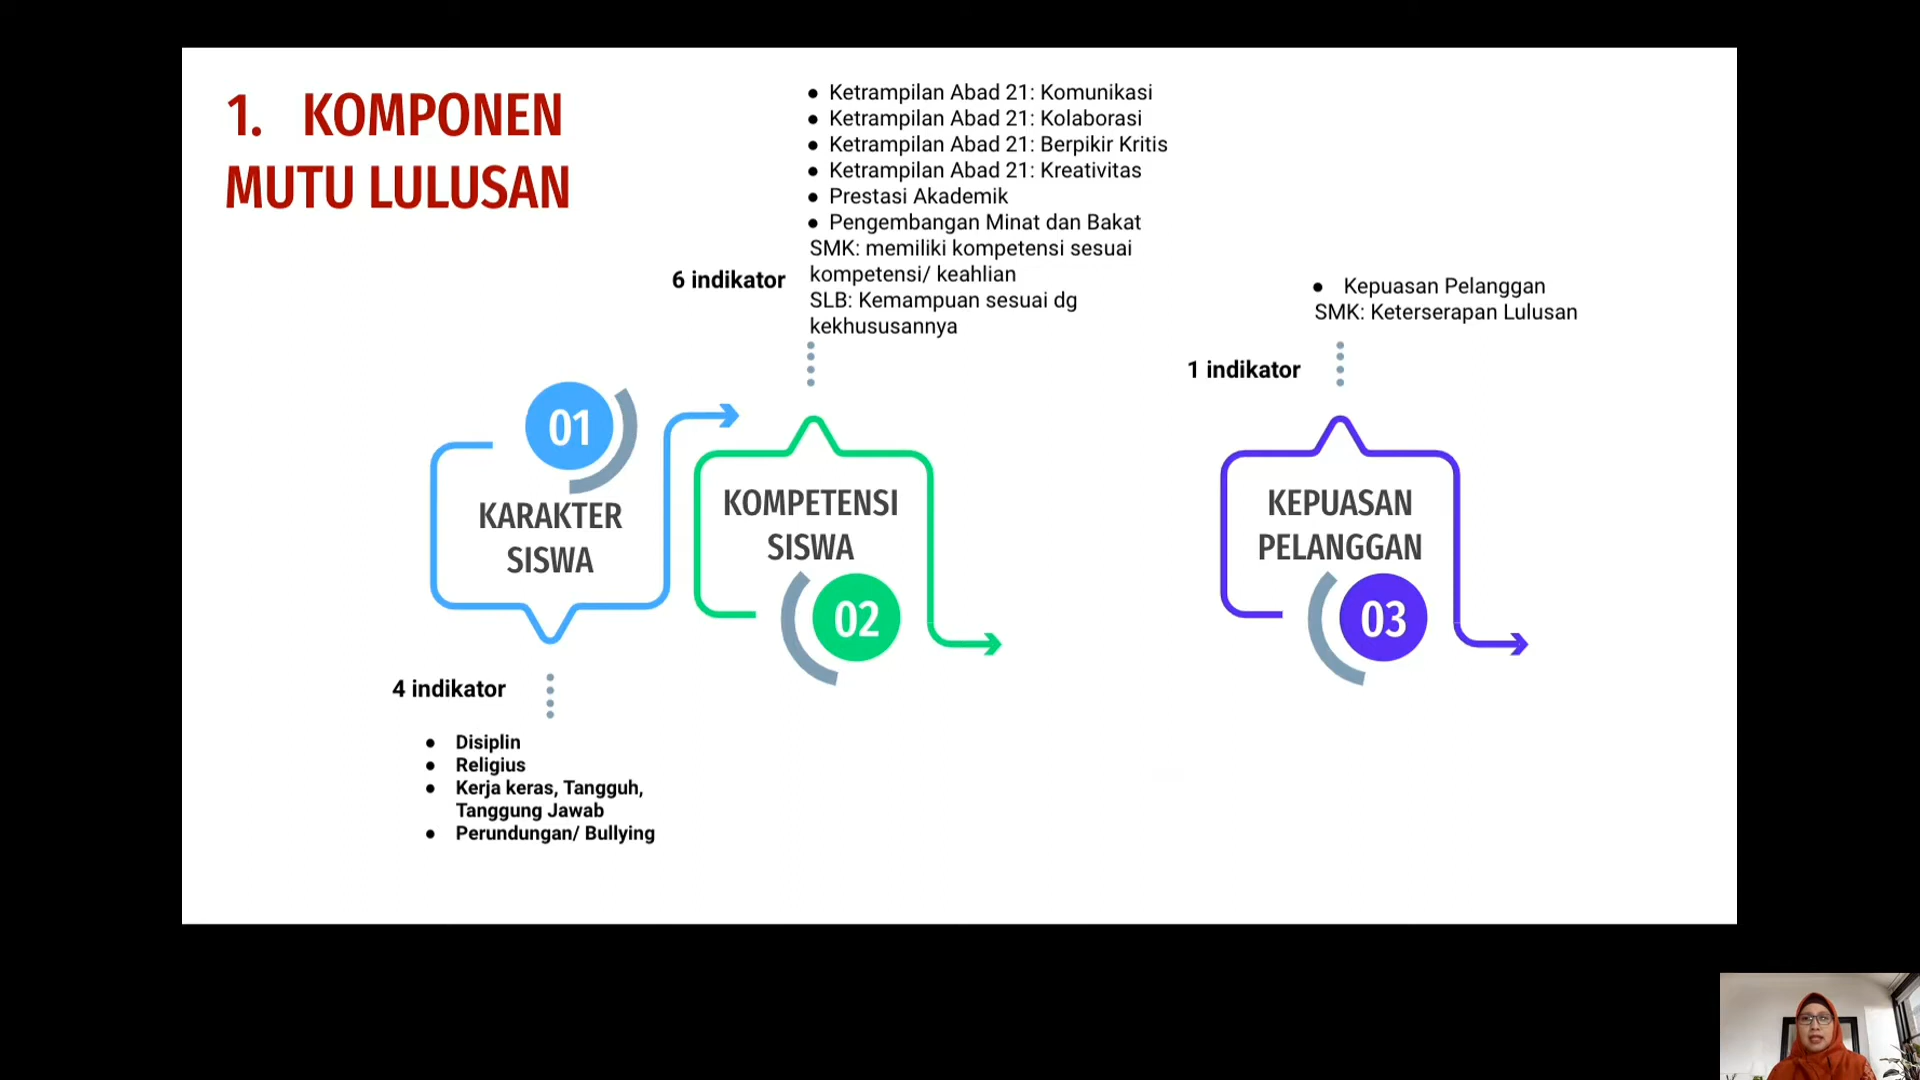 1. KOMPONEN
MUTU LULUSAN
● Ketrampilan Abad 21: Komunikasi
● Ketrampilan Abad 21: Kolaborasi
● Ketrampilan Abad 21: Berpikir Kritis
● Ketrampilan Abad 21: Kreativitas
● Prestasi Akademik
● Pengembangan Minat dan Bakat
SMK: memiliki kompetensi sesuai
kompetensi/ keahlian
SLB: Kemampuan sesuai dg
kekhususannya
6 indikator
● Kepuasan Pelanggan
SMK: Keterserapan Lulusan
1 indikator
01
KARAKTER
SISWA
KOMPETENSI
SISWA
02
KEPUASAN
PELANGGAN
03
4 indikator
● Disiplin
● Religius
● Kerja keras, Tangguh,
Tanggung Jawab
● Perundungan/ Bullying